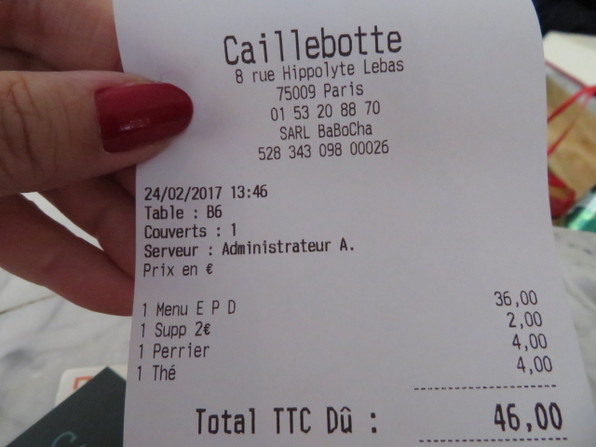 Caillebotte
8 rue Hippolyte Lebas
75009 Paris
01 53 20 88 70
SARL BaBoCha
528 343 098 00026
24/02/2017 13:46
Table : B6
Couverts : 1
Serveur : Administrateur A.
Prix en €
1 Menu E P D 36,00
1 Supp 2€ 2,00
1 Perrier 4,00
1 Thé 4,00
Total TTC Dû : 46,00